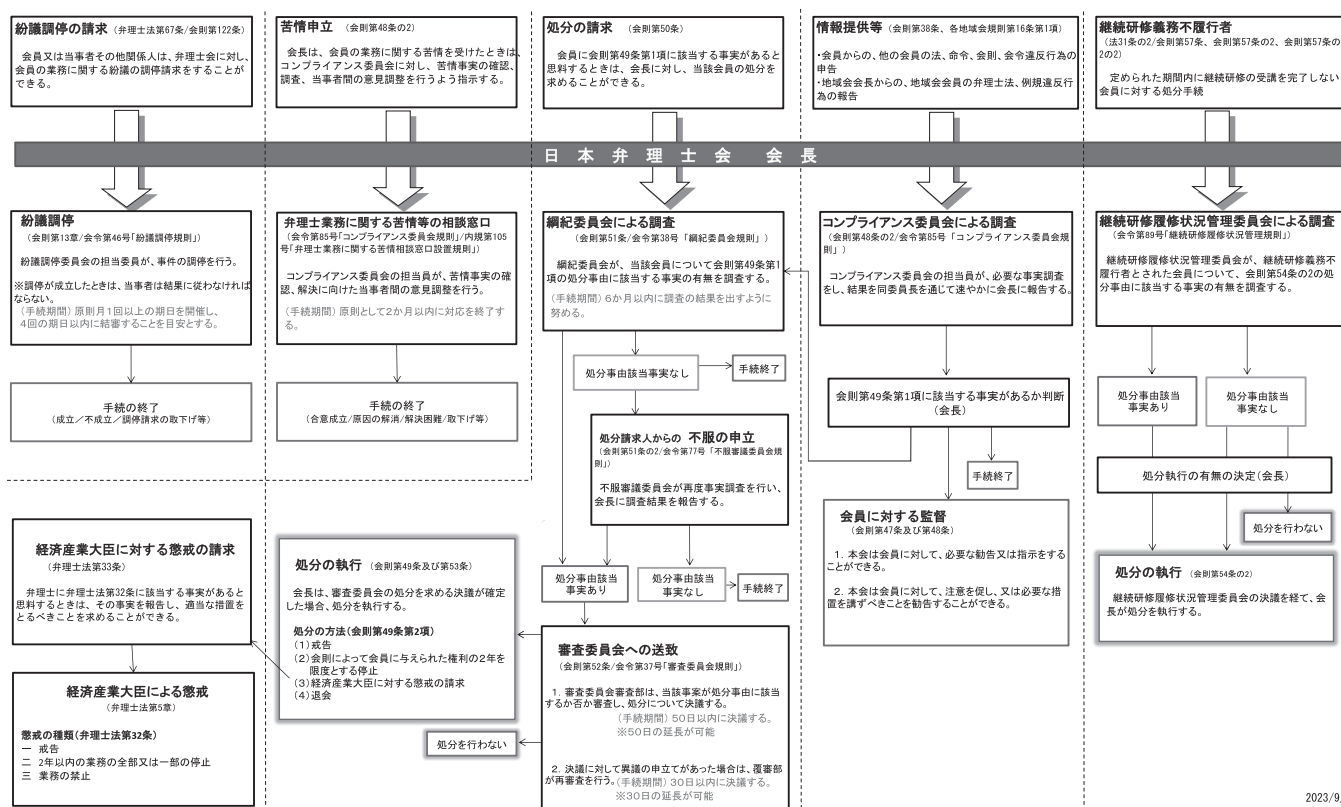 紛議調停の請求 (弁理士法第67条/会則第122条)
会員又は当事者その他関係人は、弁理士会に対し、
会員の業務に関する紛議の調停請求をすることが
できる。
苦情申立 (会則第48条の2)
会長は、会員の業務に関する苦情を受けたときは、
コンプライアンス委員会に対し、苦情事実の確認、
調査、当事者間の意見調整を行うよう指示する。
処分の請求 (会則第50条)
会員に会則第49条第1項に該当する事実があると
思料するときは、会長に対し、当該会員の処分を
求めることができる。
情報提供等 (会則第38条、各地域会規則第16条第1項)
・会員からの、他の会員の法、命令、会則、会令違反行為の
申告
・地域会会長からの、地域会会員の弁理士法、例規違反行
為の報告
継続研修義務不履行者
(法31条の2/会則第57条、会則第57条の2、会則第57条の
2の2)
定められた期間内に継続研修の受講を完了しない
会員に対する処分手続
日本弁理士会 会長
紛議調停
(会則第13章/会令第46号「紛議調停規則」)
紛議調停委員会の担当委員が、事件の調停を行う。
※調停が成立したときは、当事者は結果に従わなければ
ならない。
(手続期間) 原則月1回以上の期日を開催し、
4回の期日以内に結審することを目安とする。
手続の終了
(成立/不成立/調停請求の取下げ等)
弁理士業務に関する苦情等の相談窓口
(会令第85号「コンプライアンス委員会規則」/内規第105
号「弁理士業務に関する苦情相談窓口設置規則」)
コンプライアンス委員会の担当員が、苦情事実の確
認、解決に向けた当事者間の意見調整を行う。
(手続期間) 原則として2か月以内に対応を終了す
る。
手続の終了
(合意成立/原因の解消/解決困難/取下げ等)
綱紀委員会による調査
(会則第51条/会令第38号 「綱紀委員会規則」)
綱紀委員会が、当該会員について会則第49条第1
項の処分事由に該当する事実の有無を調査する。
(手続期間) 6か月以内に調査の結果を出すように
努める。
処分事由該当事実なし
手続終了
処分請求人からの 不服の申立
(会則第51条の2/会令第77号「不服審議委員会規
則」)
不服審議委員会が再度事実調査を行い、
会長に調査結果を報告する。
処分事由該当
事実あり
処分事由該当
事実なし
手続終了
審査委員会への送致
(会則第52条/会令第37号「審査委員会規則」)
1. 審査委員会審査部は、当該事案が処分事由に該当
するか否か審査し、処分について決議する。
(手続期間) 50日以内に決議する。
※50日の延長が可能
2. 決議に対して異議の申立てがあった場合は、覆審部
が再審査を行う。(手続期間) 30日以内に決議する。
※30日の延長が可能
コンプライアンス委員会による調査
(会則第48条の2/会令第85号 「コンプライアンス委員会規
則」)
コンプライアンス委員会の担当員が、必要な事実調査
をし、結果を同委員長を通じて速やかに会長に報告する。
会則第49条第1項に該当する事実があるか判断
(会長)
手続終了
会員に対する監督
(会則第47条及び第48条)
1. 本会は会員に対して、必要な勧告又は指示をする
ことができる。
2. 本会は会員に対して、注意を促し、又は必要な措
置を講ずべきことを勧告することができる。
継続研修履修状況管理委員会による調査
(会令第89号「継続研修履修状況管理規則」)
継続研修履修状況管理委員会が、継続研修義務不
履行者とされた会員について、会則第54条の2の処
分事由に該当する事実の有無を調査する。
処分事由該当
事実あり
処分事由該当
事実なし
処分執行の有無の決定(会長)
処分を行わない
処分の執行 (会則第54条の2)
継続研修履修状況管理委員会の決議を経て、会
長が処分を執行する。
経済産業大臣に対する懲戒の請求
(弁理士法第33条)
弁理士に弁理士法第32条に該当する事実があると
思料するときは、その事実を報告し、適当な措置を
とるべきことを求めることができる。
経済産業大臣による懲戒
(弁理士法第5章)
懲戒の種類(弁理士法第32条)
一 戒告
二 2年以内の業務の全部又は一部の停止
三 業務の禁止
処分の執行 (会則第49条及び第53条)
会長は、審査委員会の処分を求める決議が確定
した場合、処分を執行する。
処分の方法(会則第49条第2項)
(1)戒告
(2)会則によって会員に与えられた権利の2年を
限度とする停止
(3)経済産業大臣に対する懲戒の請求
(4)退会
処分を行わない
2023/9